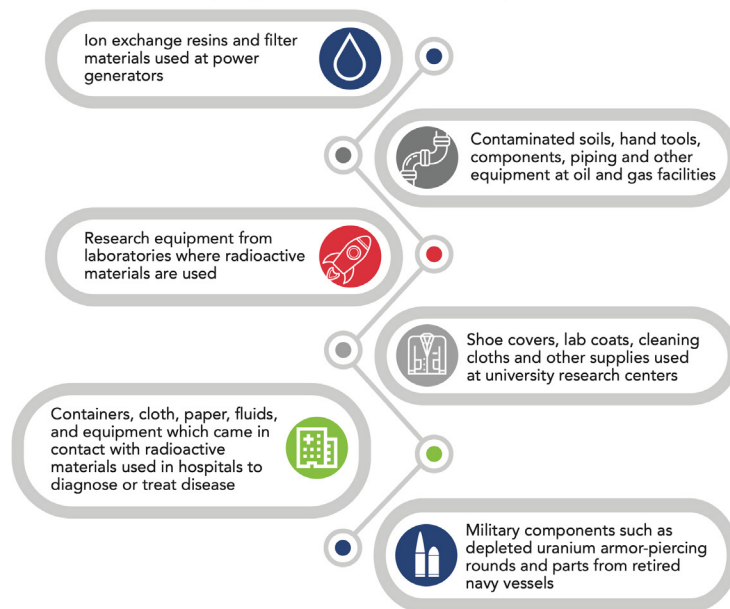 Ion exchange resins and filter
materials used at power
generators
Contaminated soils, hand tools,
components, piping and other
equipment at oil and gas facilities
Research equipment from
laboratories where radioactive
materials are used
Shoe covers, lab coats, cleaning
cloths and other supplies used
at university research centers
Containers, cloth, paper, fluids,
and equipment which came in
contact with radioactive
materials used in hospitals to
diagnose or treat disease
Military components such as
depleted uranium armor-piercing
rounds and parts from retired
navy vessels